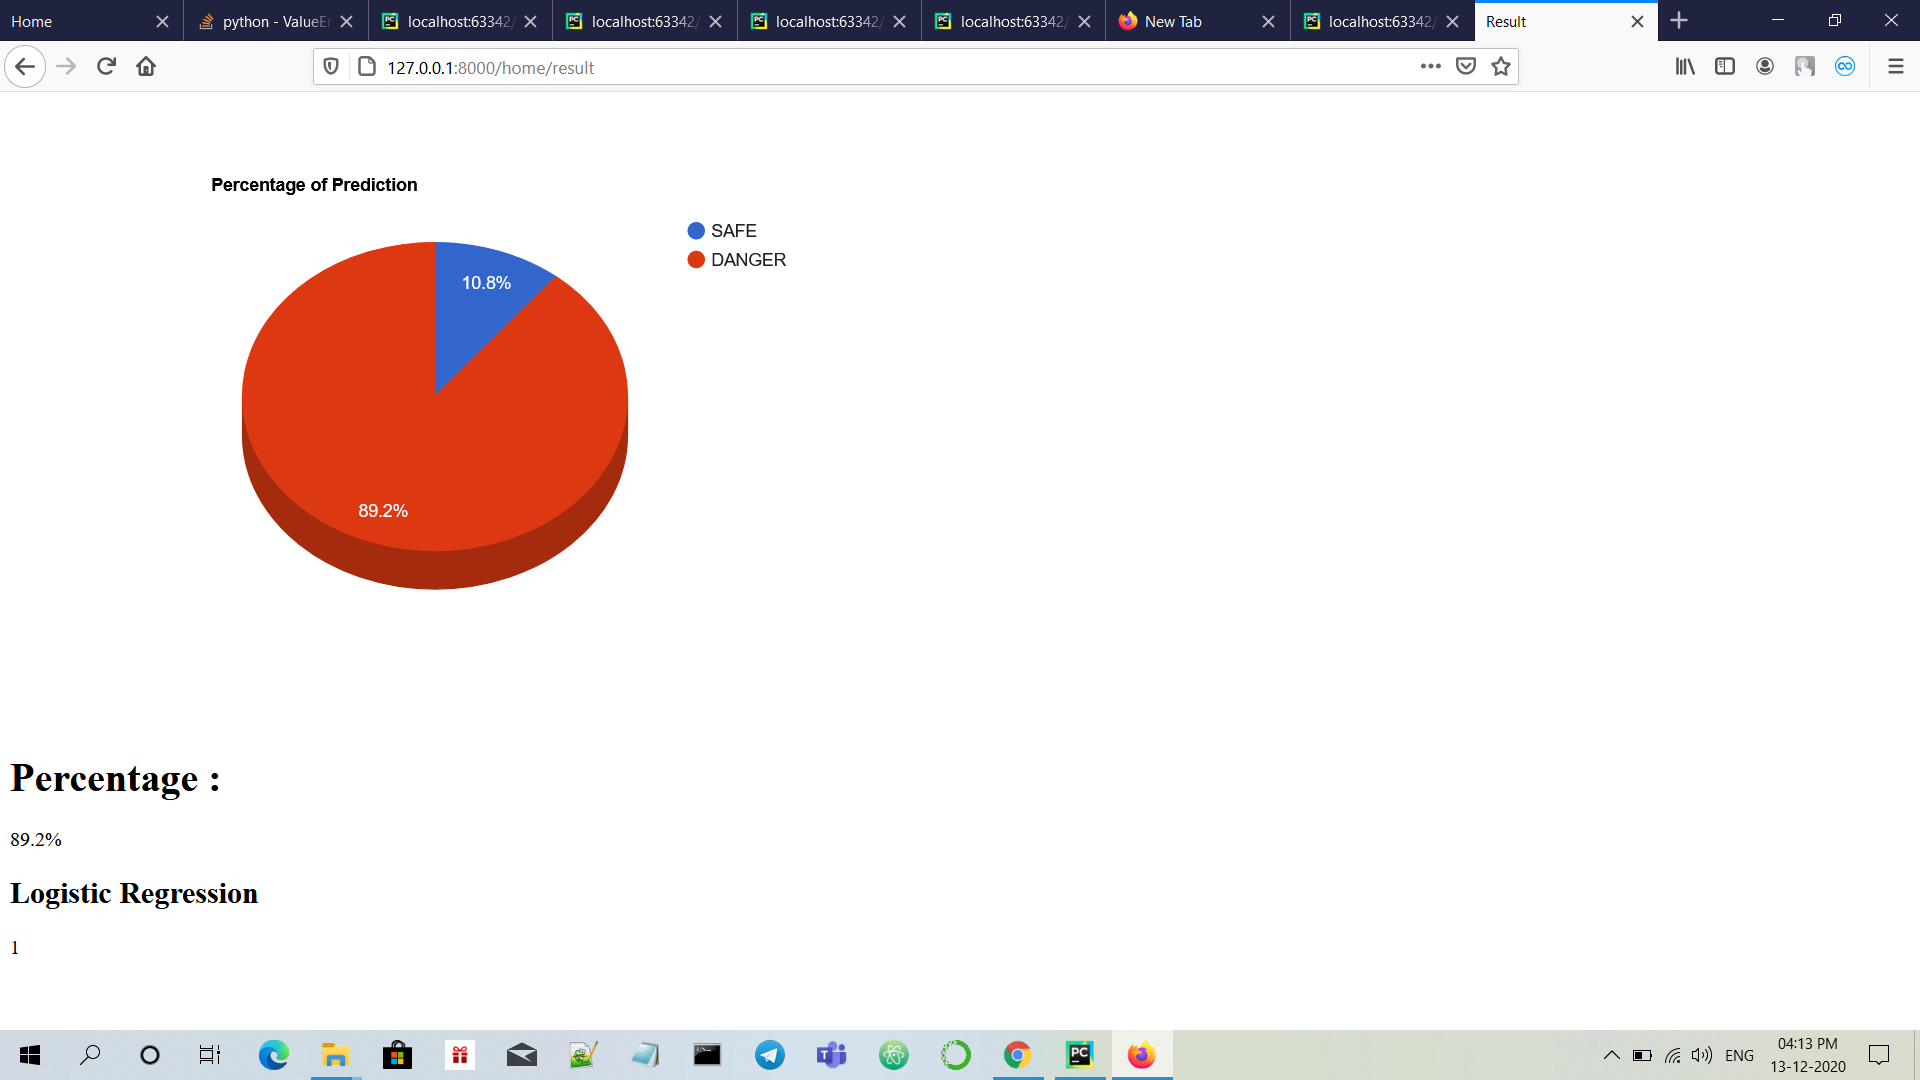 Home
python - ValueEr
localhost:63342/
localhost:63342/
localhost:63342/
localhost:63342/
New Tab
localhost:63342/
Result
127.0.0.1:8000/home/result
Percentage of Prediction
SAFE
DANGER
10.8%
89.2%
Percentage :
89.2%
Logistic Regression
1
ENG
04:13 PM
13-12-2020